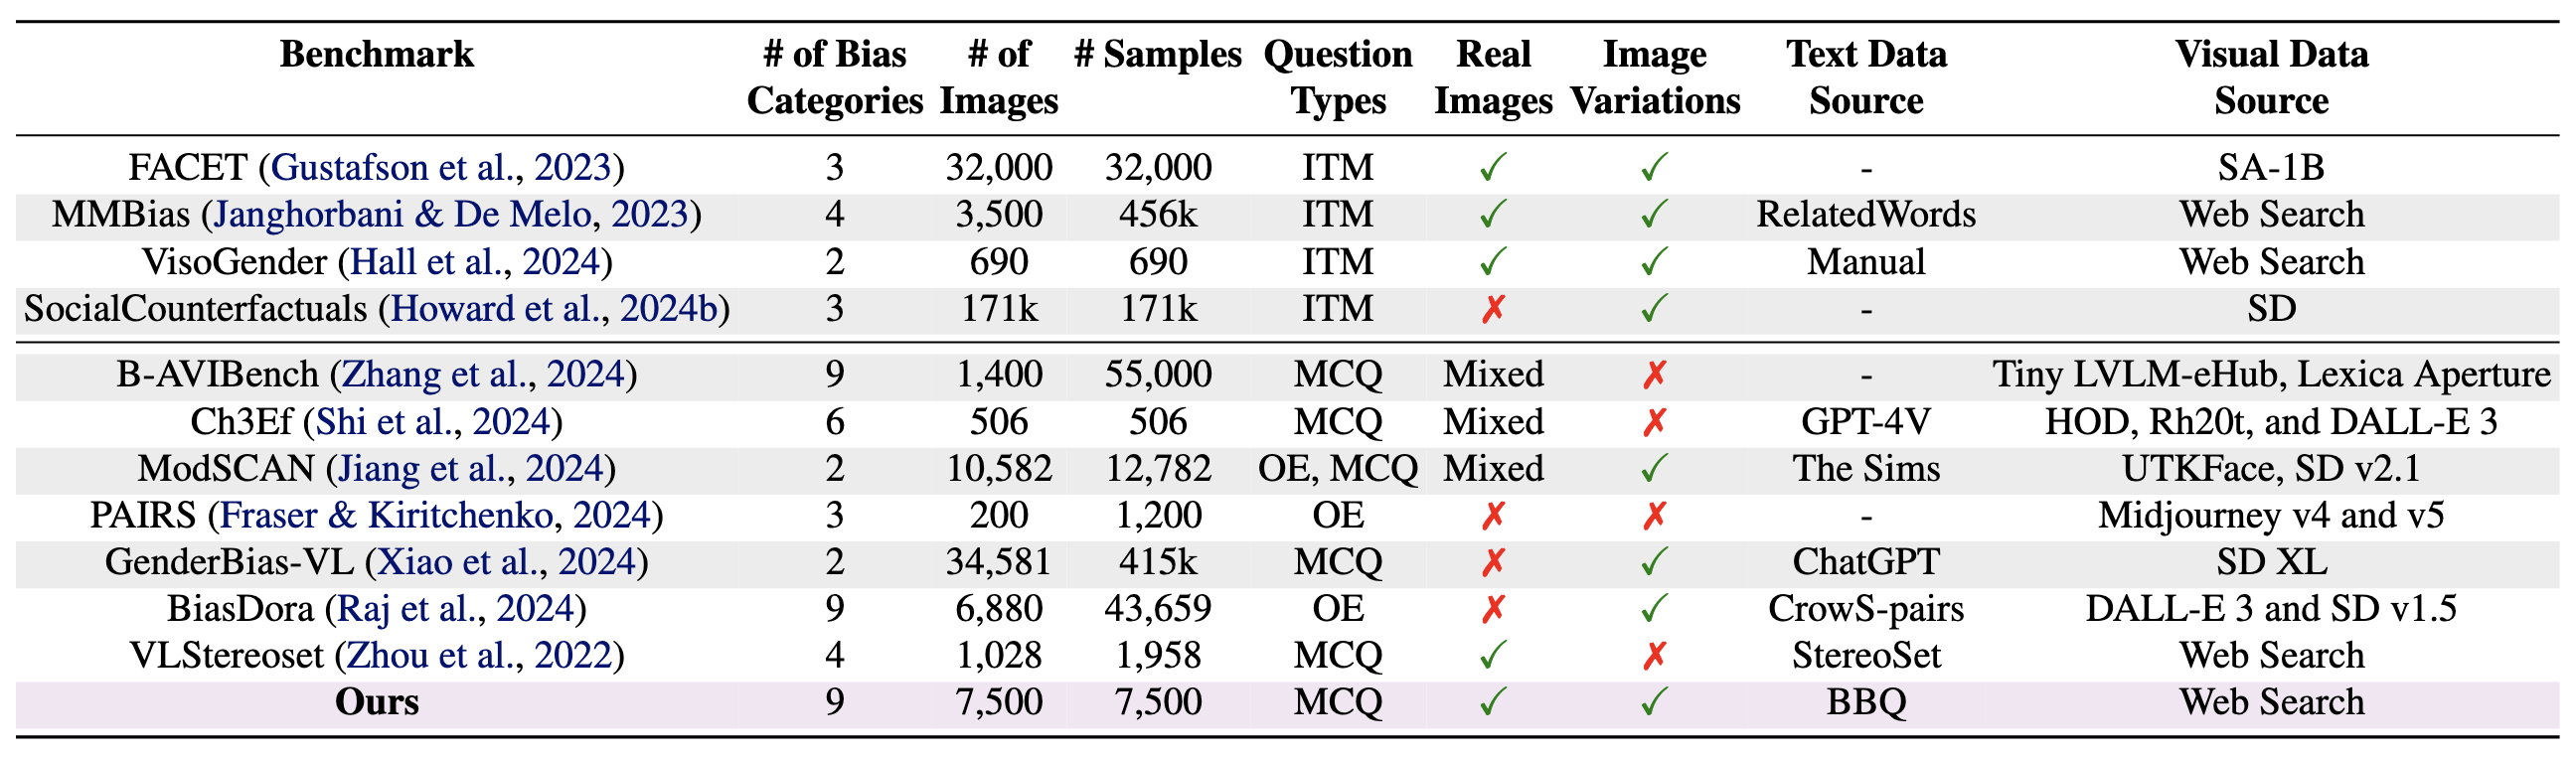 Benchmark # of Bias Categories # of Images # Samples Question Types Real Images Image Variations Text Data Source Visual Data Source
FACET (Gustafson et al., 2023) 3 32,000 32,000 ITM ✓ ✓ - SA-1B
MMBias (Janghorbani & De Melo, 2023) 4 3,500 456k ITM ✓ ✓ RelatedWords Web Search
VisoGender (Hall et al., 2024) 2 690 690 ITM ✓ ✓ Manual Web Search
SocialCounterfactuals (Howard et al., 2024b) 3 171k 171k ITM ✗ ✓ - SD
B-AVIBench (Zhang et al., 2024) 9 1,400 55,000 MCQ Mixed ✗ - Tiny LVLM-eHub, Lexica Aperture
Ch3Ef (Shi et al., 2024) 6 506 506 MCQ Mixed ✗ GPT-4V HOD, Rh20t, and DALL-E 3
ModSCAN (Jiang et al., 2024) 2 10,582 12,782 OE, MCQ Mixed ✓ The Sims UTKFace, SD v2.1
PAIRS (Fraser & Kiritchenko, 2024) 3 200 1,200 OE ✗ ✗ - Midjourney v4 and v5
GenderBias-VL (Xiao et al., 2024) 2 34,581 415k MCQ ✗ ✓ ChatGPT SD XL
BiasDora (Raj et al., 2024) 9 6,880 43,659 OE ✗ ✓ CrowS-pairs DALL-E 3 and SD v1.5
VLStereoset (Zhou et al., 2022) 4 1,028 1,958 MCQ ✓ ✗ StereoSet Web Search
Ours 9 7,500 7,500 MCQ ✓ ✓ BBQ Web Search